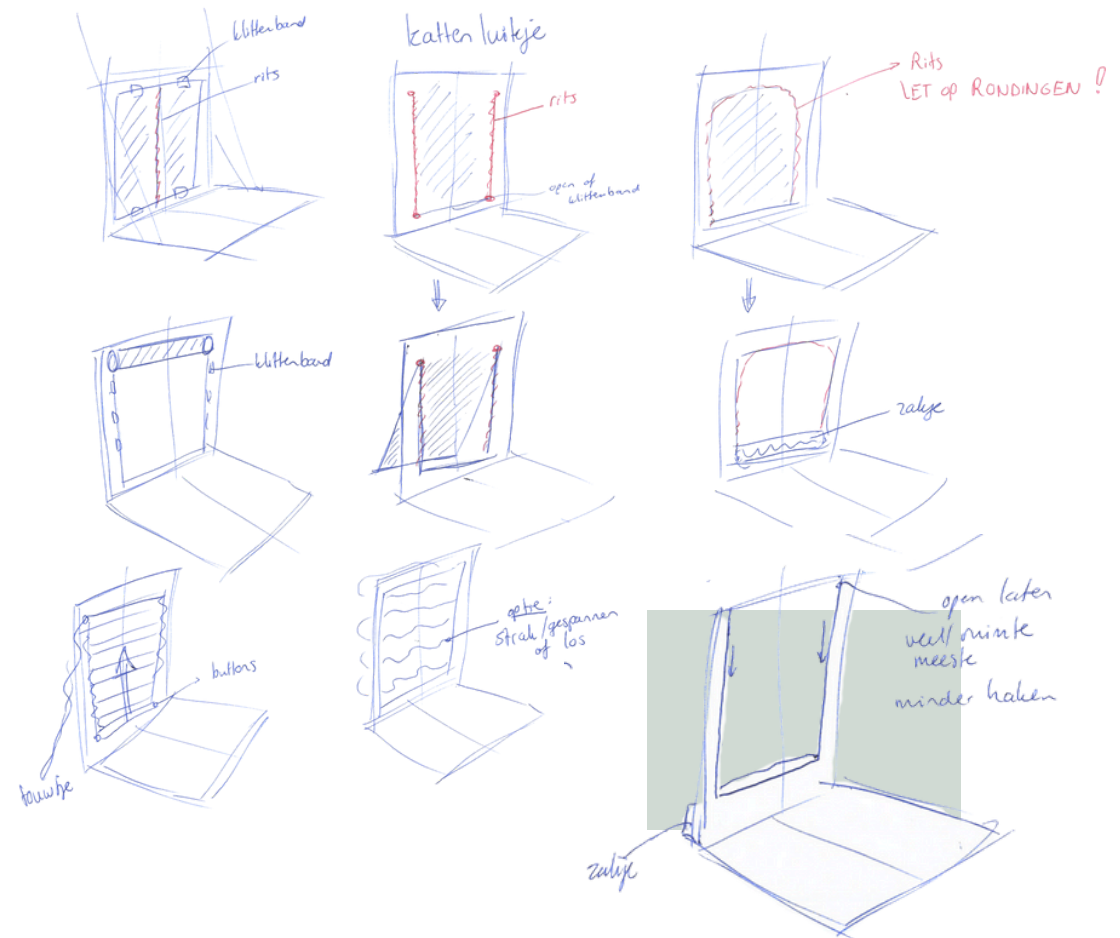 klittenband
rits
katten luikje
rits
open of
klittenband
Rits
LET OP RONDINGEN!
klittenband
zakje
buttons
touwtje
optie:
strak/gespannen
of los
open laten
veel ruimte
meeste
minder haken
zakje